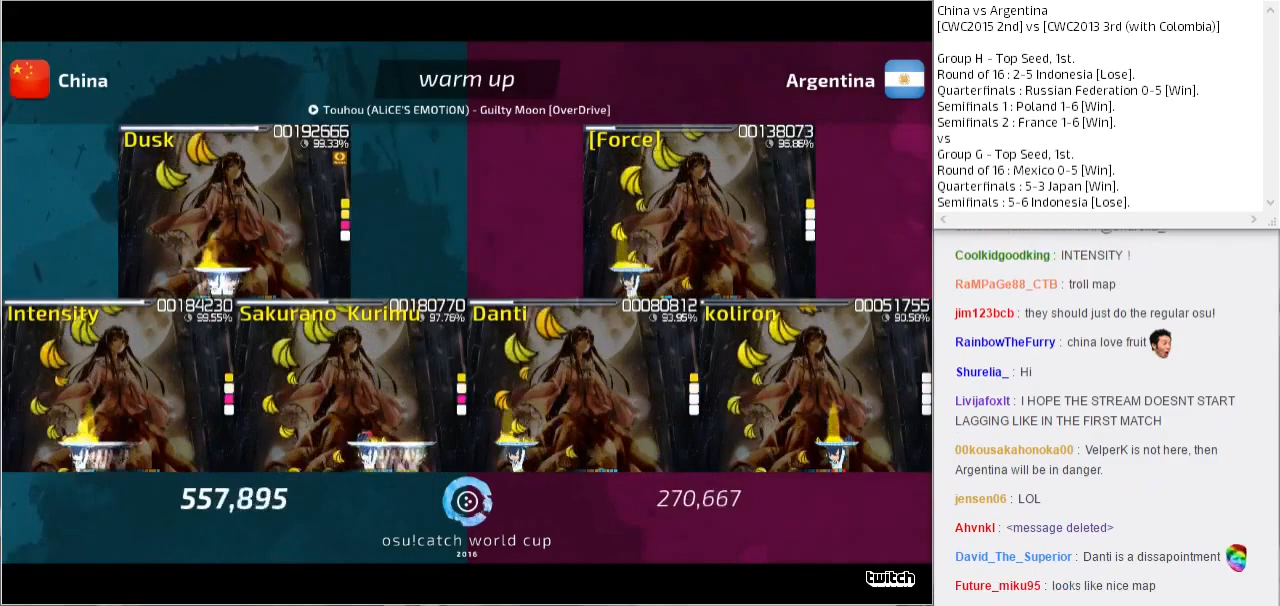 China
warm up
Argentina
Touhou (ALiCE'S EMOTiON) - Guilty Moon [OverDrive]
Dusk
00192666
99.33%
[Force]
00138073
95.86%
Intensity
00184230
99.55%
Sakurano Kurimu
00180770
97.76%
Danti
00080812
93.95%
koliron
00051755
90.50%
557,895
270,667
osu!catch world cup
2016
twitch
China vs Argentina
[CWC2015 2nd] vs [CWC2013 3rd (with Colombia)]
Group H - Top Seed, 1st.
Round of 16 : 2-5 Indonesia [Lose].
Quarterfinals : Russian Federation 0-5 [Win].
Semifinals 1 : Poland 1-6 [Win].
Semifinals 2 : France 1-6 [Win].
vs
Group G - Top Seed, 1st.
Round of 16 : Mexico 0-5 [Win].
Quarterfinals : 5-3 Japan [Win].
Semifinals : 5-6 Indonesia [Lose].
Coolkidgoodking : INTENSITY !
RaMPaGe88_CTB : troll map
jim123bcb : they should just do the regular osu!
RainbowTheFurry : china love fruit
Shurelia_ : Hi
Livijafoxlt : I HOPE THE STREAM DOESNT START
LAGGING LIKE IN THE FIRST MATCH
00kousakahonoka00 : VelperK is not here, then
Argentina will be in danger.
jensen06 : LOL
Ahvnkl : <message deleted>
David_The_Superior : Danti is a dissapointment
Future_miku95 : looks like nice map